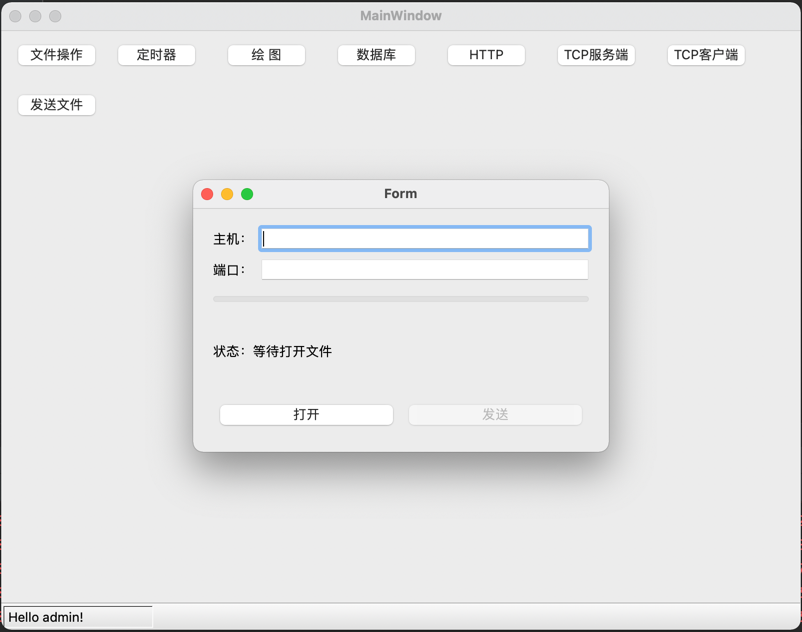 MainWindow
文件操作 定时器 绘 图 数据库 HTTP TCP服务端 TCP客户端
发送文件
Form
主机：
端口：
状态：等待打开文件
打开 发送
Hello admin!